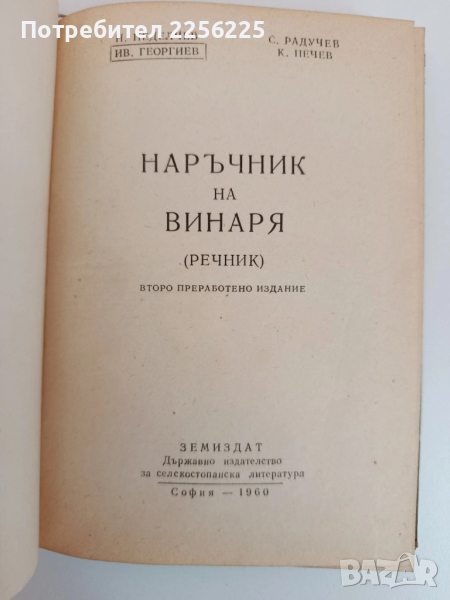 Потребител 2256225
ИВ. ГЕОРГИЕВ
С. РАДУЧЕВ
К. ПЕЧЕВ
НАРЪЧНИК
НА
ВИНАРЯ
(РЕЧНИК)
ВТОРО ПРЕРАБОТЕНО ИЗДАНИЕ
ЗЕМИЗДАТ
Държавно издателство
за селскостопанска литература
София — 1960
bazar